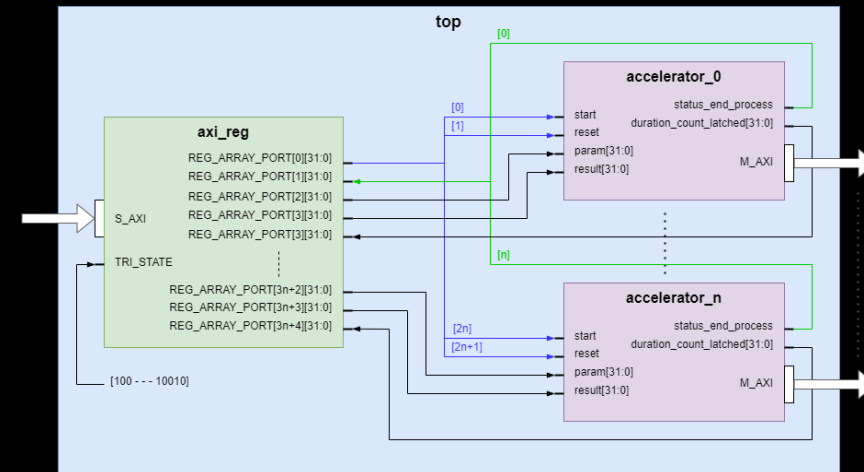 top
axi_reg
REG_ARRAY_PORT[0][31:0]
REG_ARRAY_PORT[1][31:0]
REG_ARRAY_PORT[2][31:0]
REG_ARRAY_PORT[3][31:0]
REG_ARRAY_PORT[3][31:0]
S_AXI
TRI_STATE
REG_ARRAY_PORT[3n+2][31:0]
REG_ARRAY_PORT[3n+3][31:0]
REG_ARRAY_PORT[3n+4][31:0]
[100 - - - 10010]
[0]
[0]
[1]
[n]
[2n]
[2n+1]
accelerator_0
start
reset
param[31:0]
result[31:0]
status_end_process
duration_count_latched[31:0]
M_AXI
accelerator_n
start
reset
param[31:0]
result[31:0]
status_end_process
duration_count_latched[31:0]
M_AXI